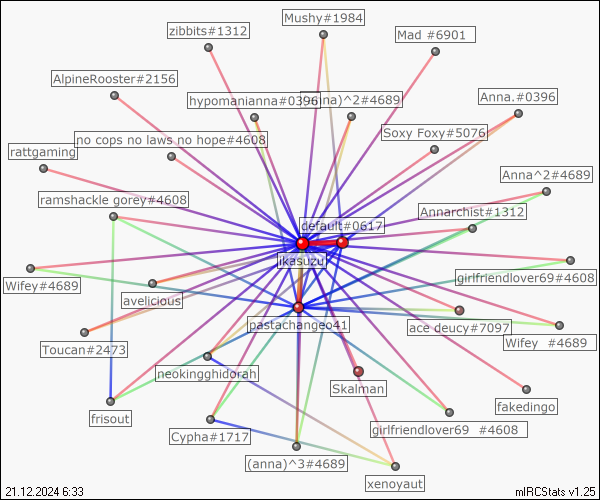 Mushy#1984
zibbits#1312
Mad #6901
AlpineRooster#2156
hypomanianna#0396
nna)^2#4689
Anna.#0396
Soxy Foxy#5076
no cops no laws no hope#4608
rattgaming
Anna^2#4689
ramshackle gorey#4608
Annarchist#1312
default#0617
ikasuzu
girlfriendlover69#4608
Wifey#4689
avelicious
pastachangeo41
ace deucy#7097
Wifey #4689
Toucan#2473
neokingghidorah
Skalman
fakedingo
frisout
girlfriendlover69 #4608
Cypha#1717
(anna)^3#4689
xenoyaut
21.12.2024 6:33
mIRCStats v1.25